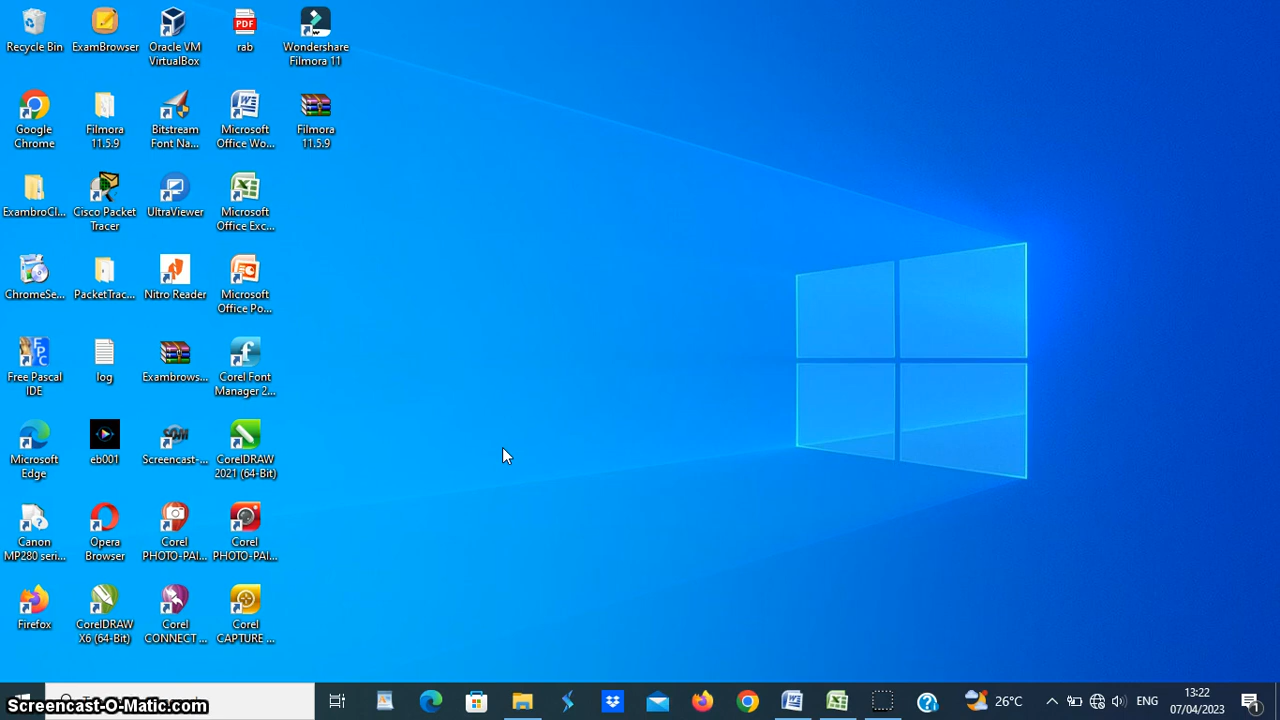 Recycle Bin
ExamBrowser
Oracle VM
VirtualBox
PDF
rab
Wondershare
Filmora 11
Google
Chrome
Filmora
11.5.9
Bitstream
Font Na...
Microsoft
Office Wo...
Filmora
11.5.9
ExambroCl...
Cisco Packet
Tracer
UltraViewer
Microsoft
Office Exc...
ChromeSe...
PacketTrac...
Nitro Reader
Microsoft
Office Po...
Free Pascal
IDE
log
Exambrows...
Corel Font
Manager 2...
Microsoft
Edge
eb001
SOM
Screencast-...
CorelDRAW
2021 (64-Bit)
Canon
MP280 seri...
Opera
Browser
Corel
PHOTO-PAI...
Corel
PHOTO-PAI...
Firefox
CorelDRAW
X6 (64-Bit)
Corel
CONNECT ...
Corel
CAPTURE ...
Screencast-O-Matic.com
26°C
ENG
13:22
07/04/2023
1